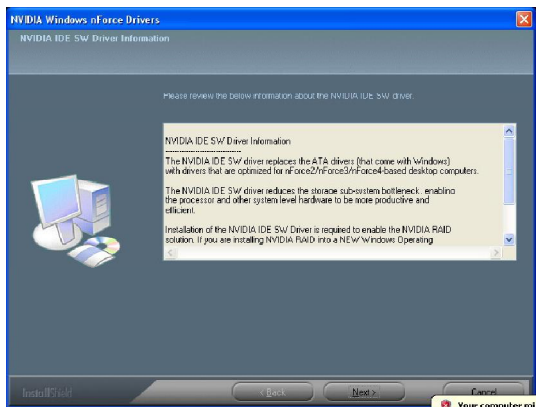 NVIDIA Windows nForce Drivers
NVIDIA IDE SW Driver Information
Please review the below information about the NVIDIA IDE SW driver.
NVIDIA IDE SW Driver Information
--------------------------------------------
The NVIDIA IDE SW driver replaces the ATA drivers (that come with Windows)
with drivers that are optimized for nForce2/nForce3/nForce4-based desktop computers.
The NVIDIA IDE SW driver reduces the storage sub-system bottleneck, enabling
the processor and other system level hardware to be more productive and
efficient.
Installation of the NVIDIA IDE SW Driver is required to enable the NVIDIA RAID
solution. If you are installing NVIDIA RAID into a NEW Windows Operating
InstallShield
< Back
Next >
Cancel
Your computer mi